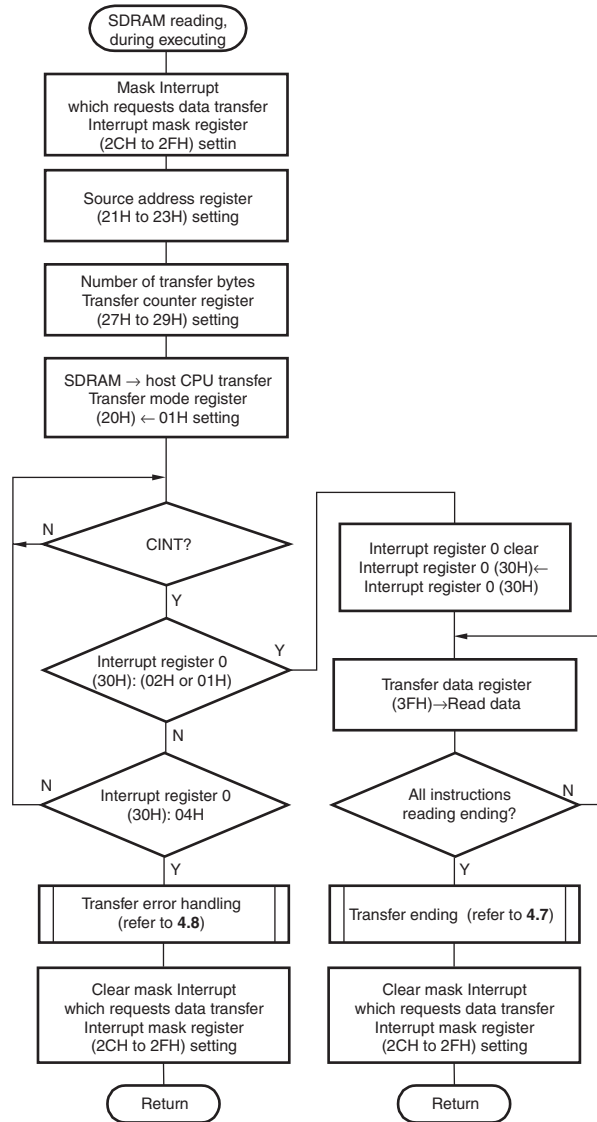 SDRAM reading,
during executing
Mask Interrupt
which requests data transfer
Interrupt mask register
(2CH to 2FH) settin
Source address register
(21H to 23H) setting
Number of transfer bytes
Transfer counter register
(27H to 29H) setting
SDRAM → host CPU transfer
Transfer mode register
(20H) ← 01H setting
N
CINT?
Y
Interrupt register 0
(30H): (02H or 01H)
Y
N
N
Interrupt register 0
(30H): 04H
Y
Transfer error handling
(refer to 4.8)
Clear mask Interrupt
which requests data transfer
Interrupt mask register
(2CH to 2FH) setting
Return
Interrupt register 0 clear
Interrupt register 0 (30H)←
Interrupt register 0 (30H)
Transfer data register
(3FH)→Read data
All instructions
reading ending?
N
Y
Transfer ending (refer to 4.7)
Clear mask Interrupt
which requests data transfer
Interrupt mask register
(2CH to 2FH) setting
Return